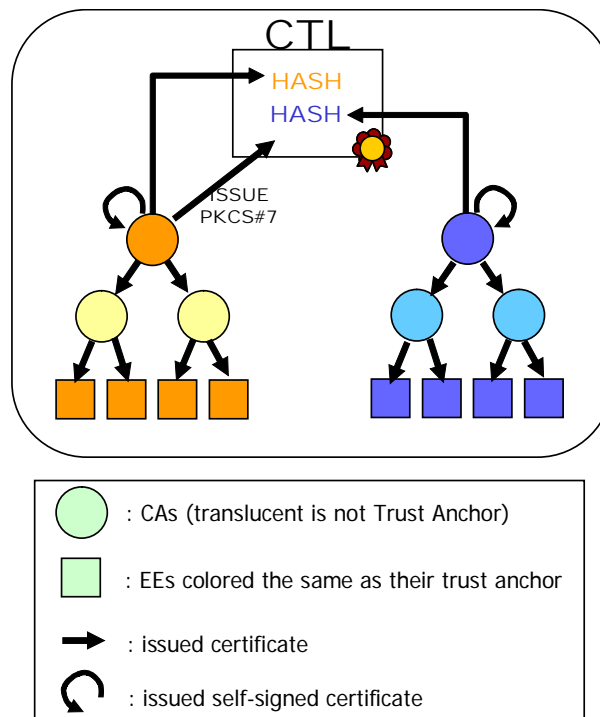 CTL
HASH
HASH
ISSUE
PKCS#7
: CAs (translucent is not Trust Anchor)
: EEs colored the same as their trust anchor
: issued certificate
: issued self-signed certificate